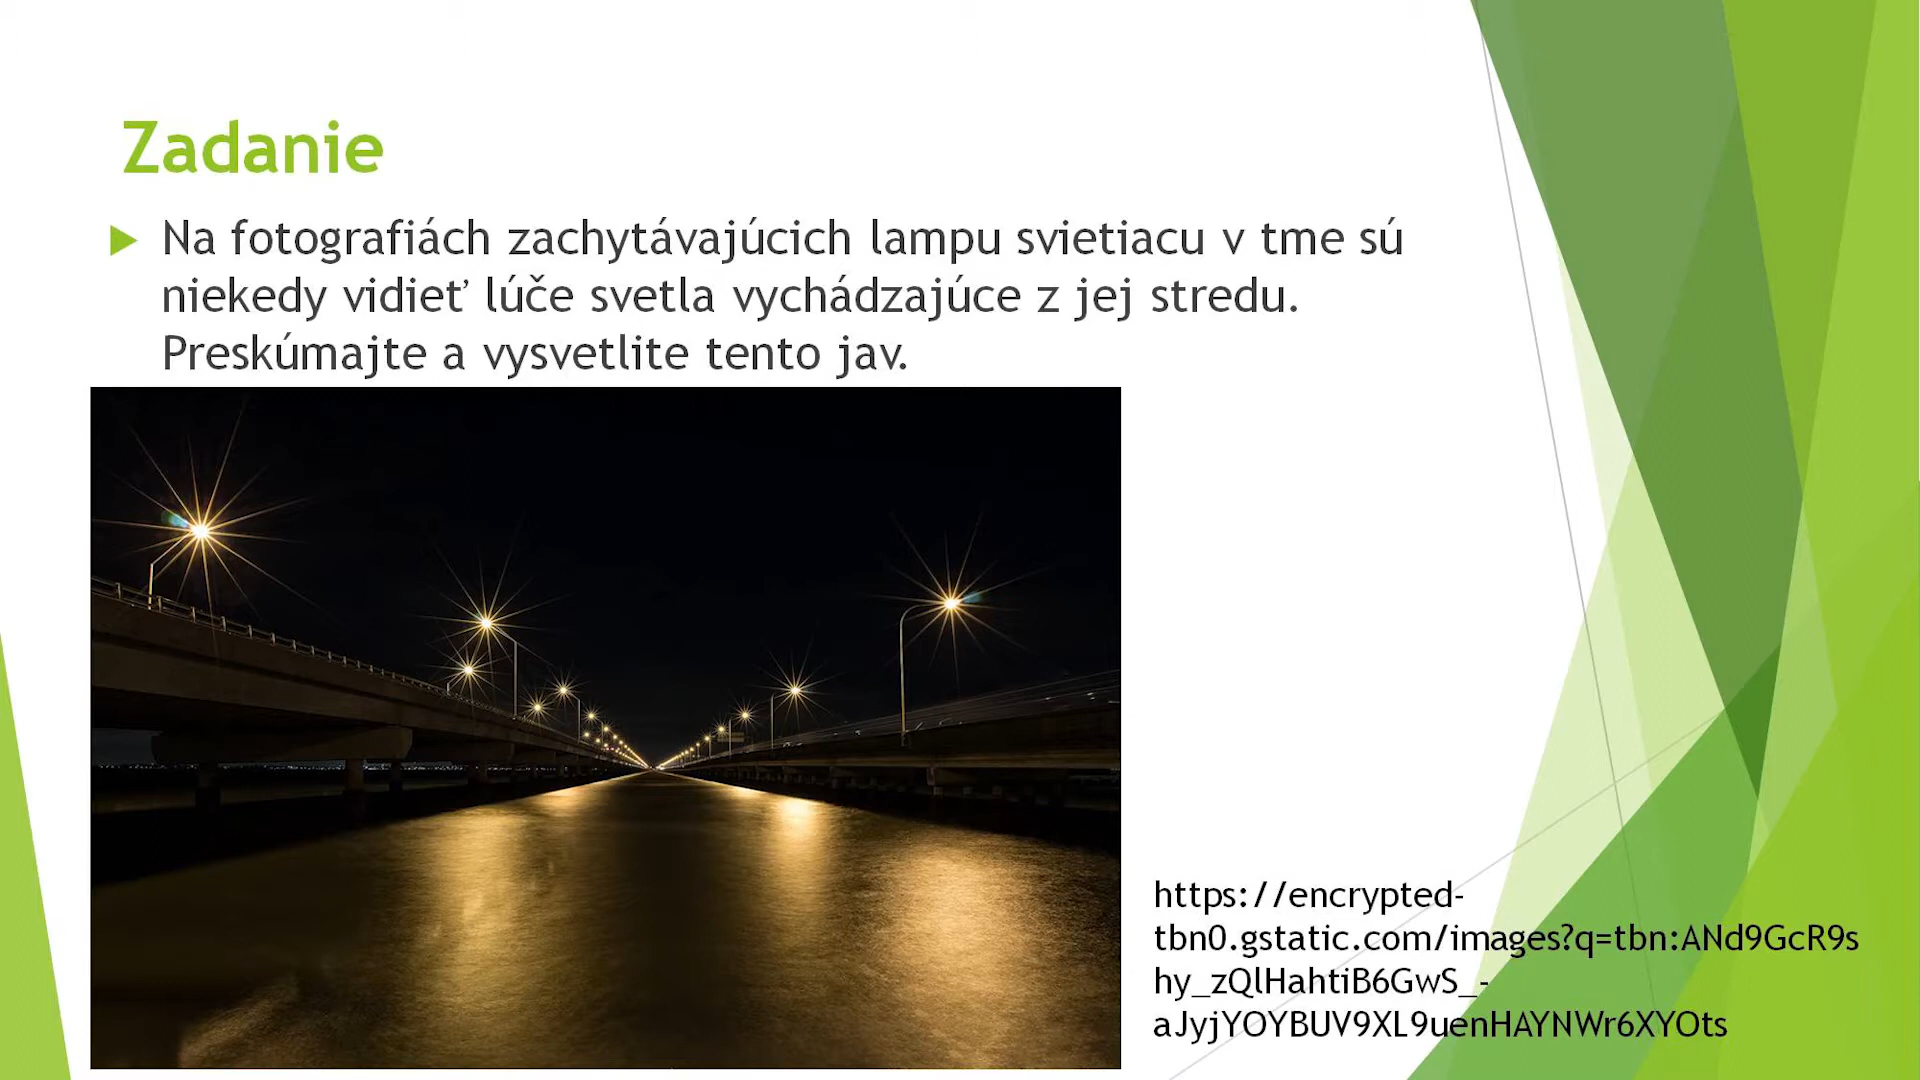 Zadanie
Na fotografiách zachytávajúcich lampu svietiacu v tme sú
niekedy vidieť lúče svetla vychádzajúce z jej stredu.
Preskúmajte a vysvetlite tento jav.
https://encrypted-
tbn0.gstatic.com/images?q=tbn:ANd9GcR9s
hy_zQlHahtiB6GwS_-
aJyjYOYBUV9XL9uenHAYNWr6XYOts